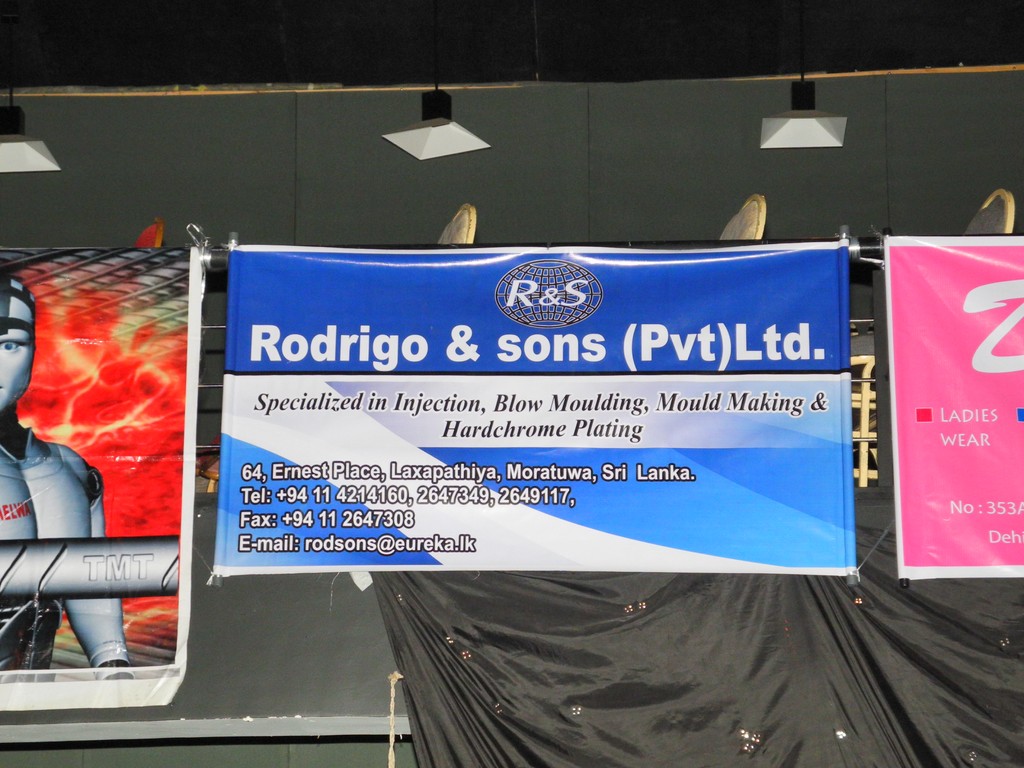 R&S
Rodrigo & sons (Pvt)Ltd.
Specialized in Injection, Blow Moulding, Mould Making &
Hardchrome Plating
64, Ernest Place, Laxapathiya, Moratuwa, Sri Lanka.
Tel: +94 11 4214160, 2647349, 2649117,
Fax: +94 11 2647308
E-mail: rodsons@eureka.lk
TMT
LADIES
WEAR
No : 353A
Dehi